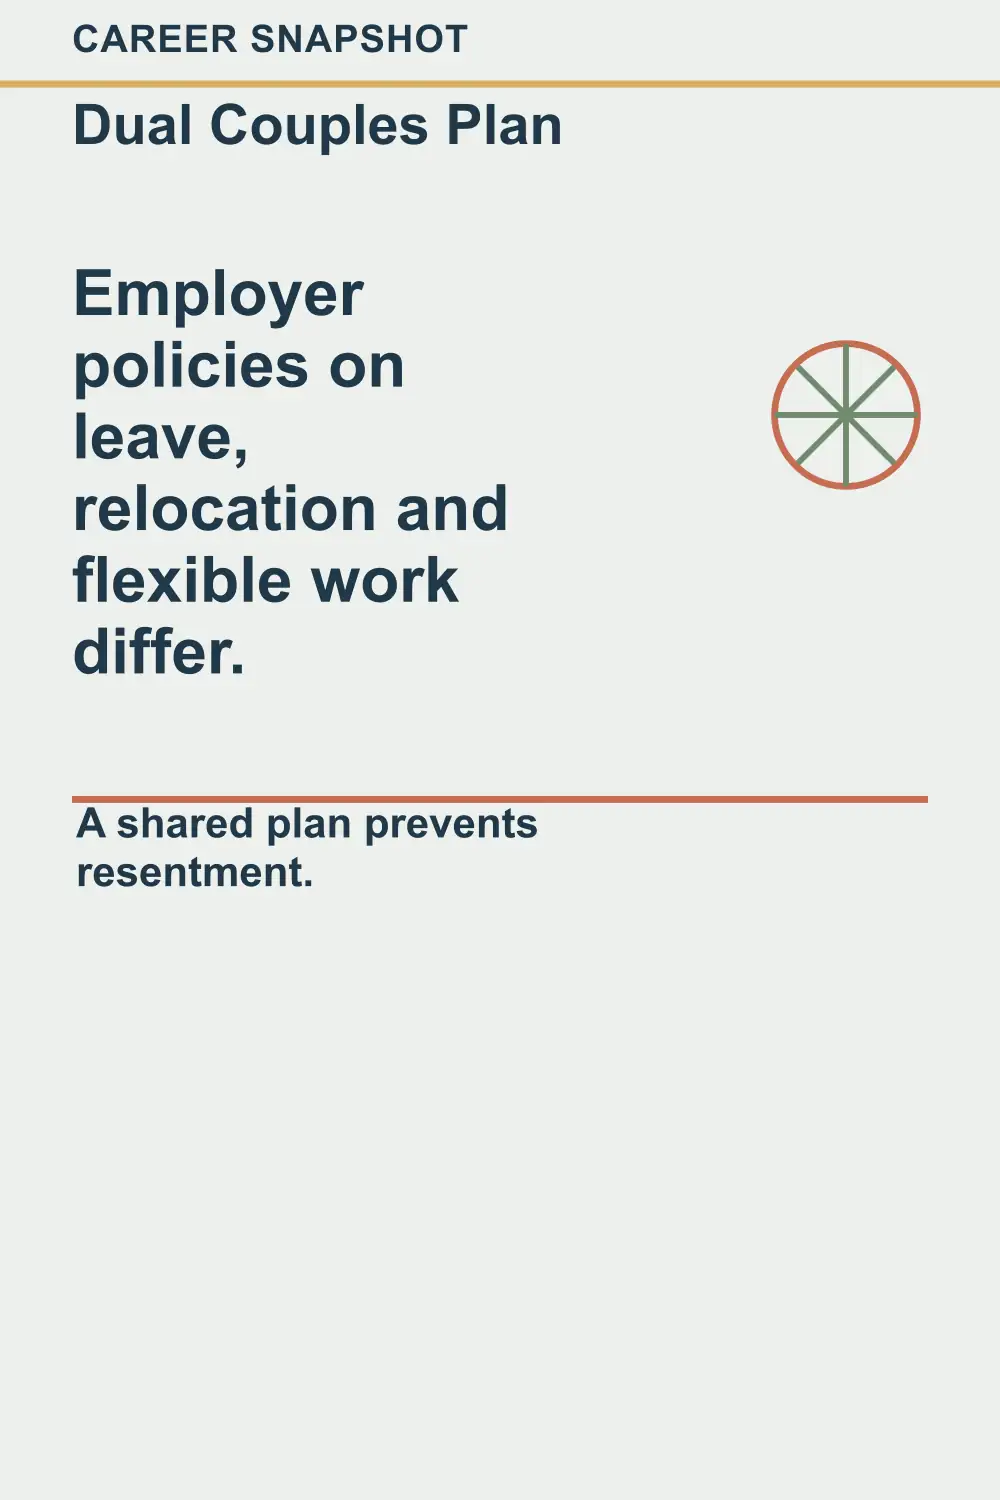 CAREER SNAPSHOT
Dual Couples Plan
Employer
policies on
leave,
relocation and
flexible work
differ.
A shared plan prevents
resentment.